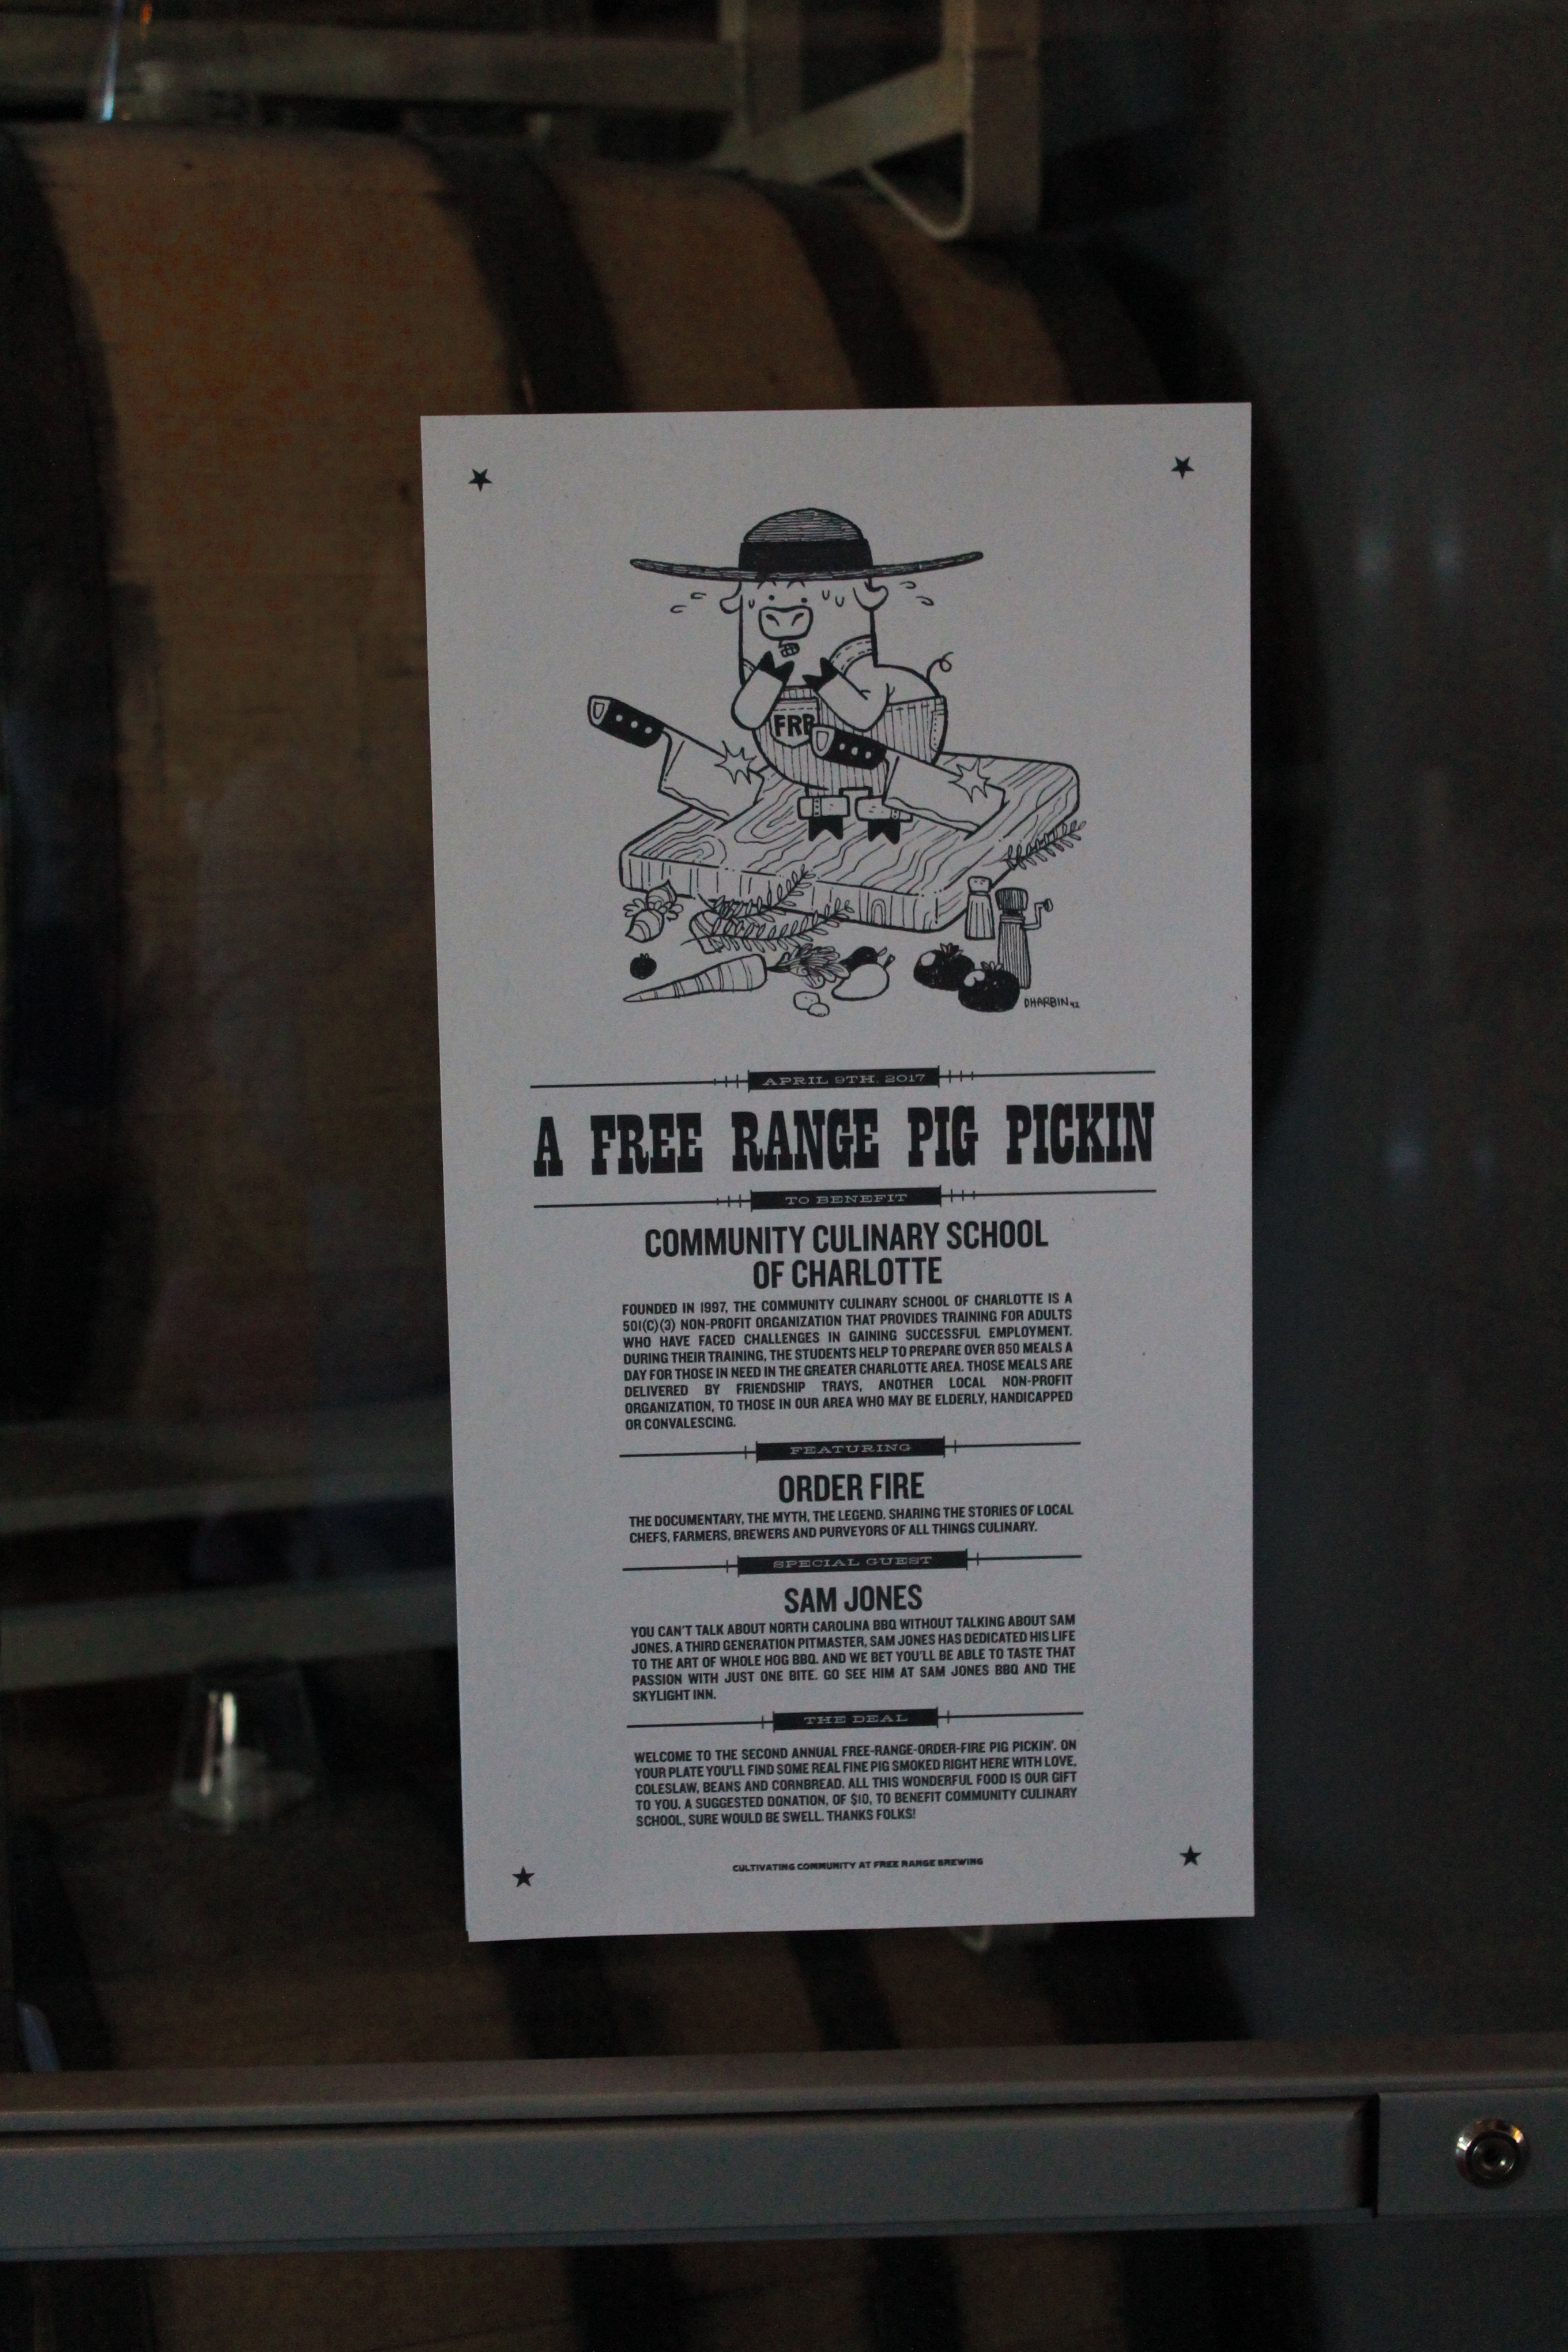 FRB
DHARBIN
APRIL 9TH, 2017
A FREE RANGE PIG PICKIN
TO BENEFIT
COMMUNITY CULINARY SCHOOL
OF CHARLOTTE
FOUNDED IN 1997, THE COMMUNITY CULINARY SCHOOL OF CHARLOTTE IS A
501(C)(3) NON-PROFIT ORGANIZATION THAT PROVIDES TRAINING FOR ADULTS
WHO HAVE FACED CHALLENGES IN GAINING SUCCESSFUL EMPLOYMENT.
DURING THEIR TRAINING, THE STUDENTS HELP TO PREPARE OVER 850 MEALS A
DAY FOR THOSE IN NEED IN THE GREATER CHARLOTTE AREA. THOSE MEALS ARE
DELIVERED BY FRIENDSHIP TRAYS, ANOTHER LOCAL NON-PROFIT
ORGANIZATION, TO THOSE IN OUR AREA WHO MAY BE ELDERLY, HANDICAPPED
OR CONVALESCING.
FEATURING
ORDER FIRE
THE DOCUMENTARY, THE MYTH, THE LEGEND. SHARING THE STORIES OF LOCAL
CHEFS, FARMERS, BREWERS AND PURVEYORS OF ALL THINGS CULINARY.
SPECIAL GUEST
SAM JONES
YOU CAN'T TALK ABOUT NORTH CAROLINA BBQ WITHOUT TALKING ABOUT SAM
JONES. A THIRD GENERATION PITMASTER, SAM JONES HAS DEDICATED HIS LIFE
TO THE ART OF WHOLE HOG BBQ. AND WE BET YOU'LL BE ABLE TO TASTE THAT
PASSION WITH JUST ONE BITE. GO SEE HIM AT SAM JONES BBQ AND THE
SKYLIGHT INN.
THE DEAL
WELCOME TO THE SECOND ANNUAL FREE-RANGE-ORDER-FIRE PIG PICKIN'. ON
YOUR PLATE YOU'LL FIND SOME REAL FINE PIG SMOKED RIGHT HERE WITH LOVE,
COLESLAW, BEANS AND CORNBREAD. ALL THIS WONDERFUL FOOD IS OUR GIFT
TO YOU. A SUGGESTED DONATION, OF $10, TO BENEFIT COMMUNITY CULINARY
SCHOOL, SURE WOULD BE SWELL. THANKS FOLKS!
CULTIVATING COMMUNITY AT FREE RANGE BREWING